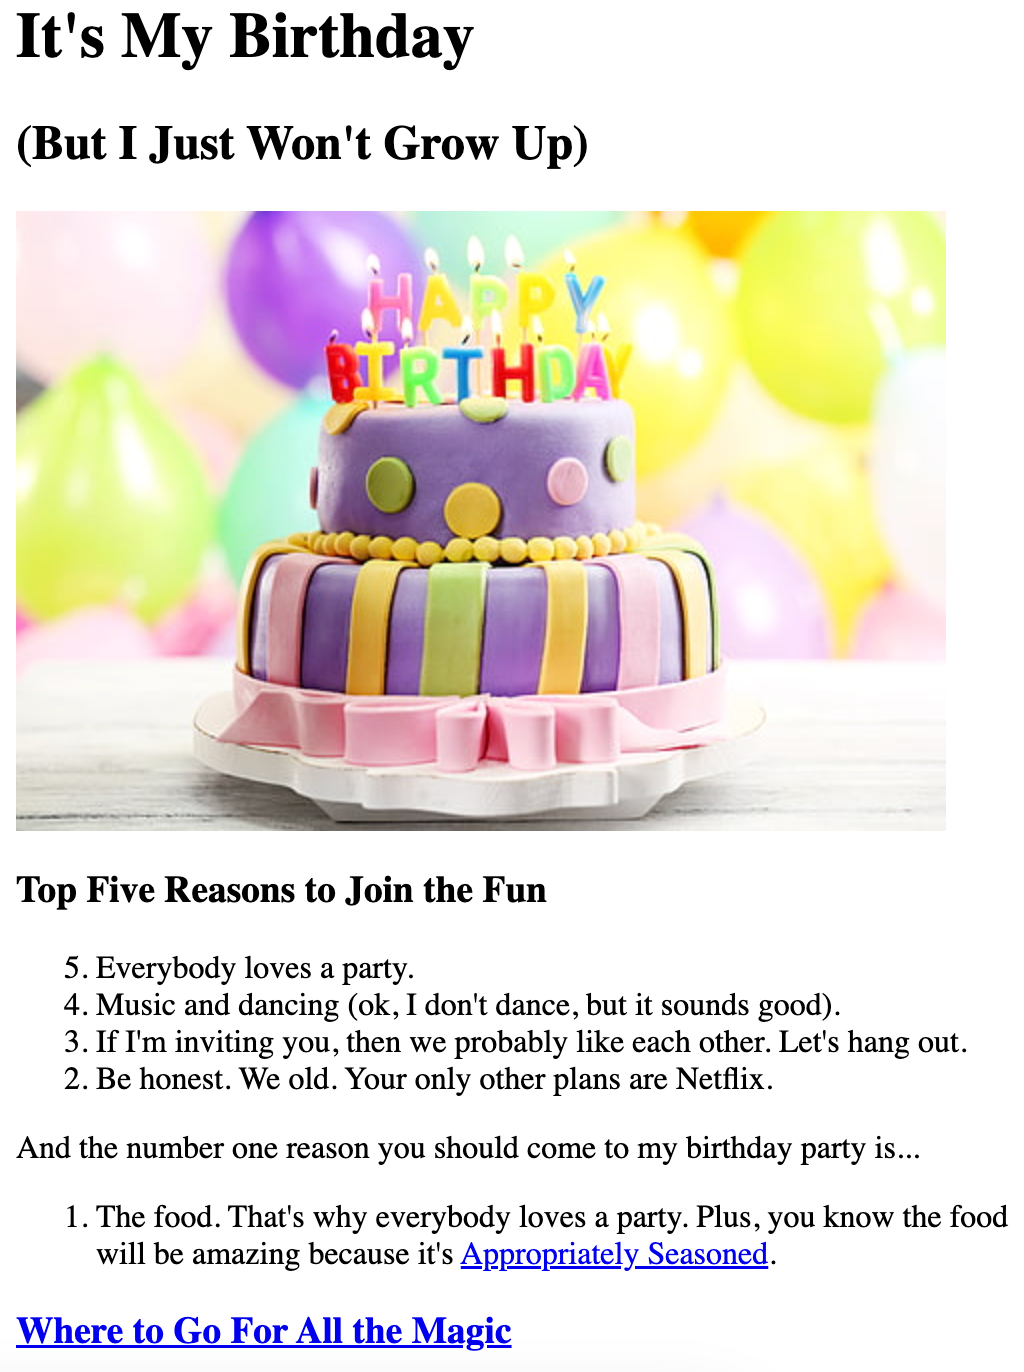 It's My Birthday
(But I Just Won't Grow Up)
HAPPY
BIRTHDAY
Top Five Reasons to Join the Fun
5. Everybody loves a party.
4. Music and dancing (ok, I don't dance, but it sounds good).
3. If I'm inviting you, then we probably like each other. Let's hang out.
2. Be honest. We old. Your only other plans are Netflix.
And the number one reason you should come to my birthday party is...
1. The food. That's why everybody loves a party. Plus, you know the food
will be amazing because it's Appropriately Seasoned.
Where to Go For All the Magic